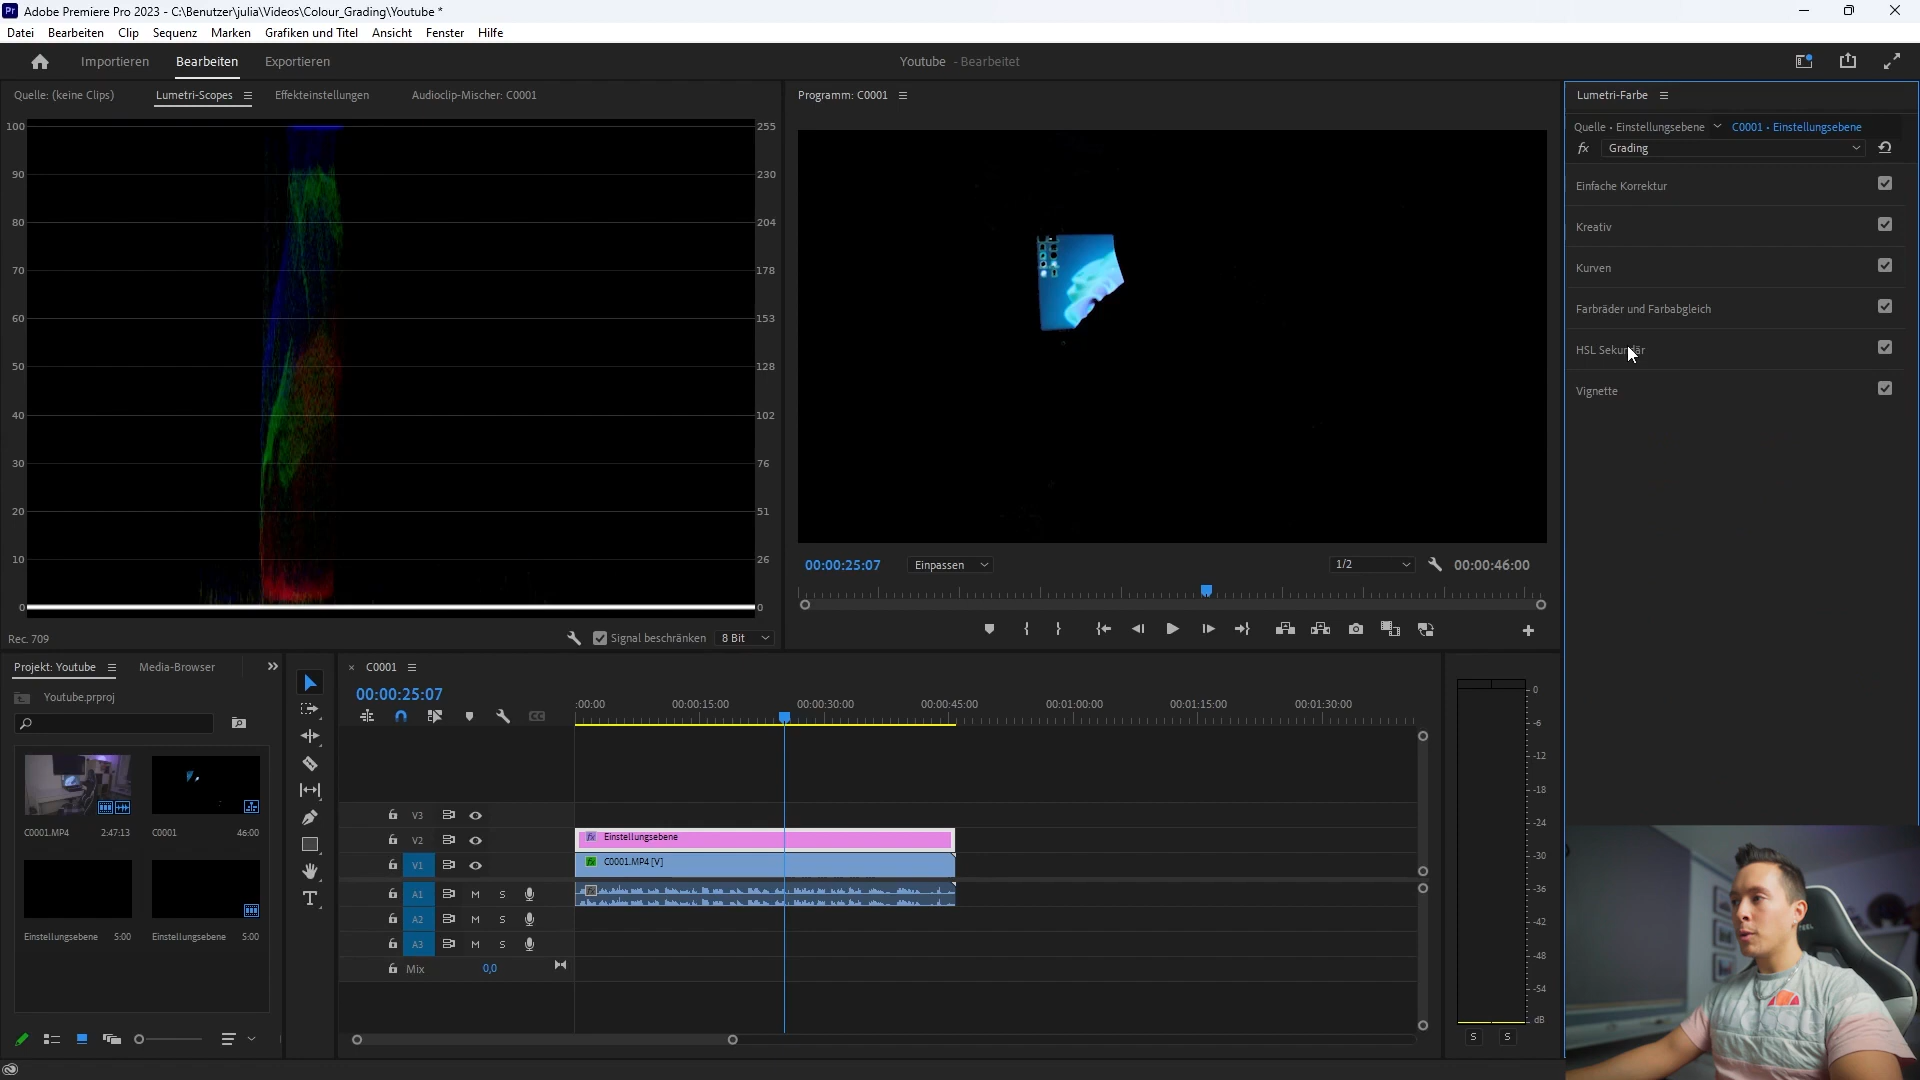 Adobe Premiere Pro 2023 - C:\Benutzer\julia\Videos\Colour_Grading\Youtube *
Datei Bearbeiten Clip Sequenz Marken Grafiken und Titel Ansicht Fenster Hilfe
Importieren Bearbeiten Exportieren
Youtube - Bearbeitet
Quelle: (keine Clips) Lumetri-Scopes Effekteinstellungen Audioclip-Mischer: C0001
Programm: C0001
Lumetri-Farbe
Quelle • Einstellungsebene C0001 • Einstellungsebene
fx Grading
Einfache Korrektur
Kreativ
Kurven
Farbräder und Farbabgleich
HSL Sekundär
Vignette
100 255
90 230
80 204
70 178
60 153
50 128
40 102
30 76
20 51
10 26
0 0
Rec. 709
Signal beschränken 8 Bit
00:00:25:07 Einpassen 1/2 00:00:46:00
Projekt: Youtube Media-Browser
Youtube.prproj
C0001.MP4 2:47:13 C0001 46:00
Einstellungsebene 5:00 Einstellungsebene 5:00
× C0001
00:00:25:07
:00:00 00:00:15:00 00:00:30:00 00:00:45:00 00:01:00:00 00:01:15:00 00:01:30:00
V3
V2 fx Einstellungsebene
V1 fx C0001.MP4 [V]
A1 M S
A2 M S
A3 M S
Mix 0,0
0
-6
-12
-18
-24
-30
-36
-42
-48
-54
dB
S S